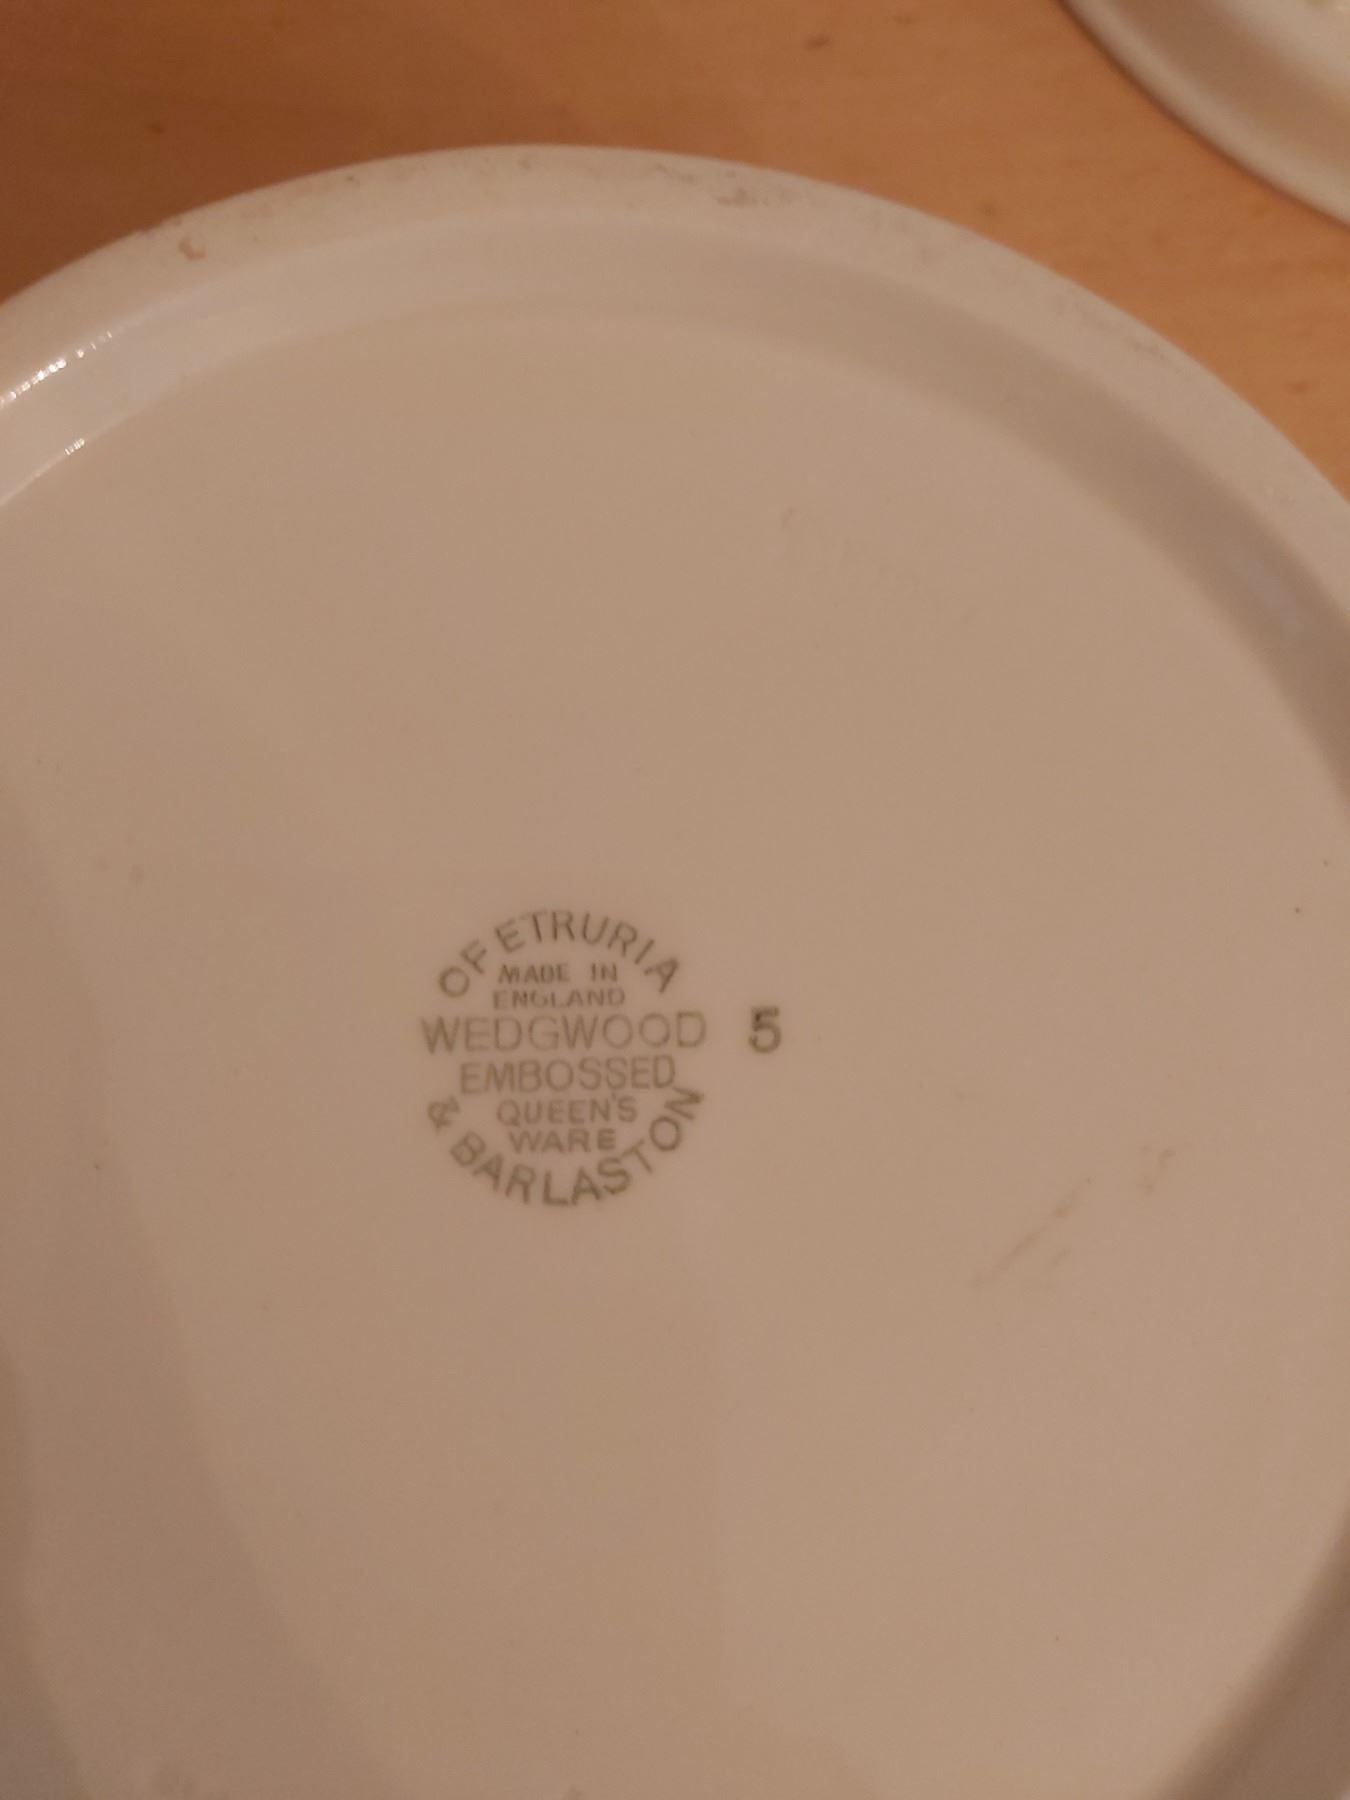 OF ETRURIA
MADE IN
ENGLAND
WEDGWOOD 5
EMBOSSED
QUEEN'S
WARE
& BARLASTON